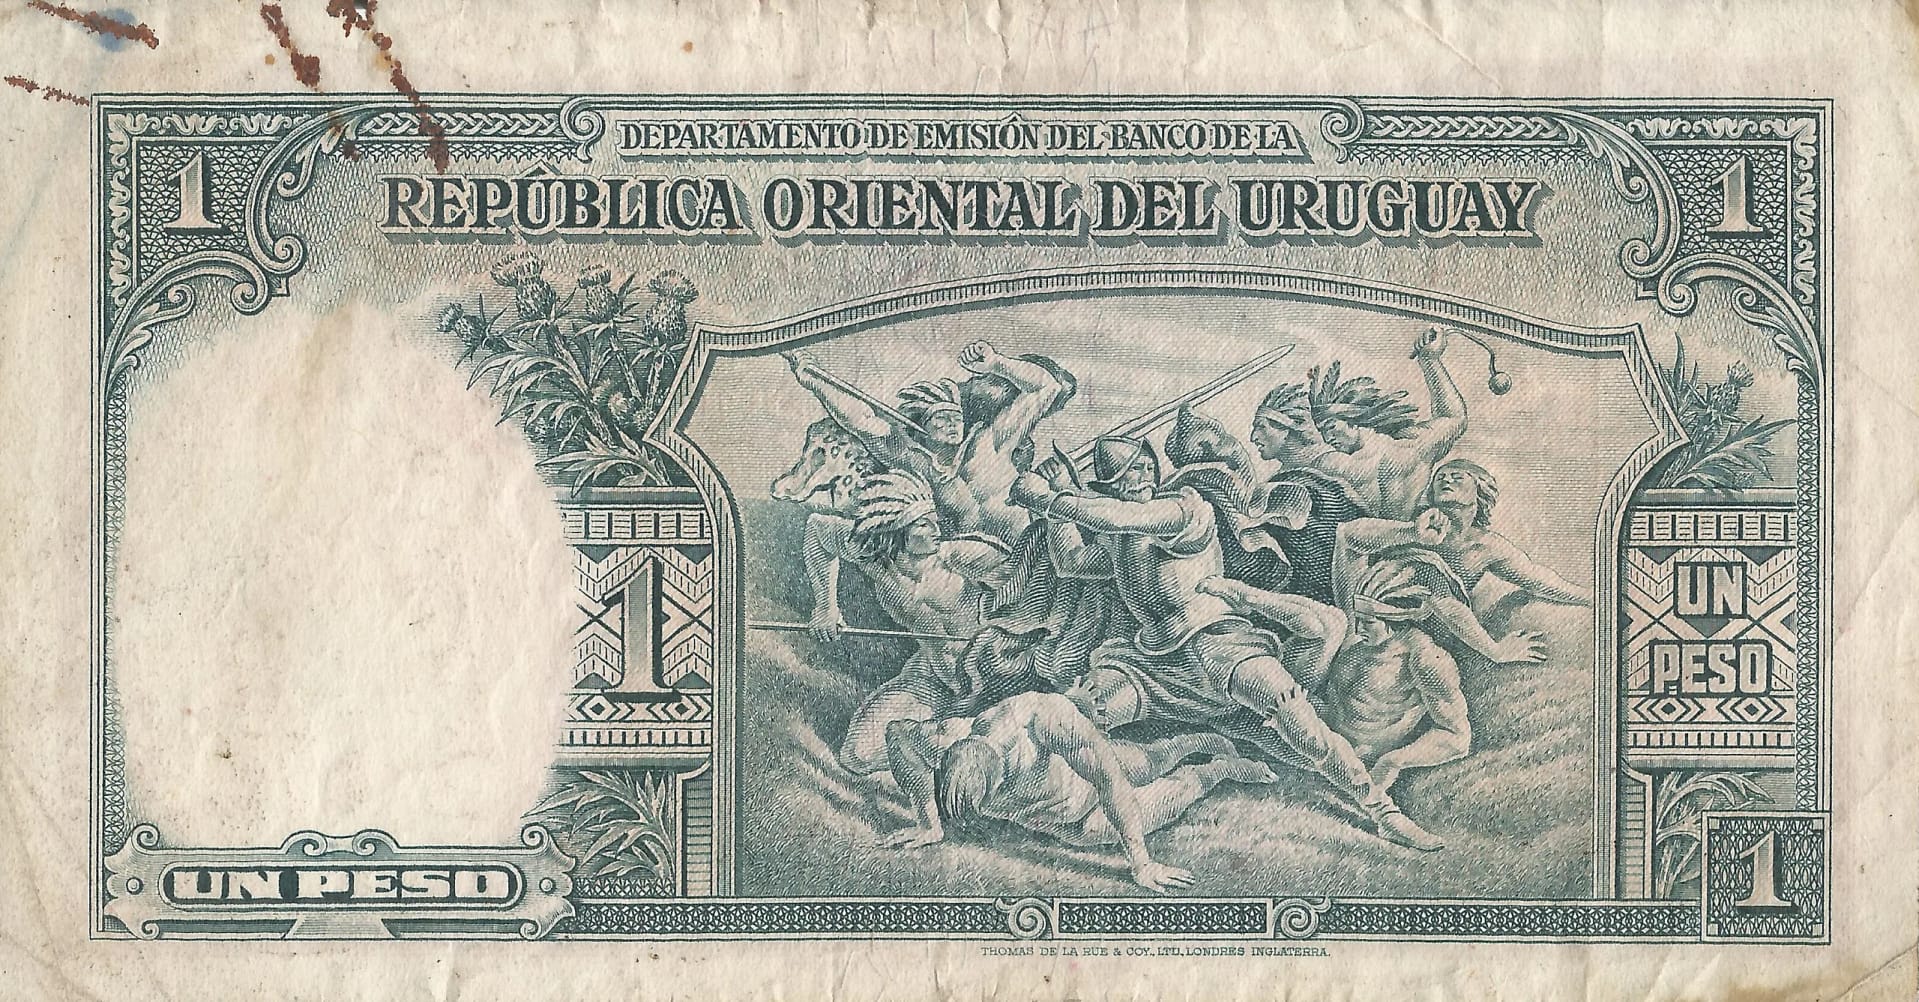 DEPARTAMENTO DE EMISIÓN DEL BANCO DE LA
1 REPÚBLICA ORIENTAL DEL URUGUAY 1
1
UN
PESO
UN PESO
1
THOMAS DE LA RUE & COY., LTD, LONDRES INGLATERRA.